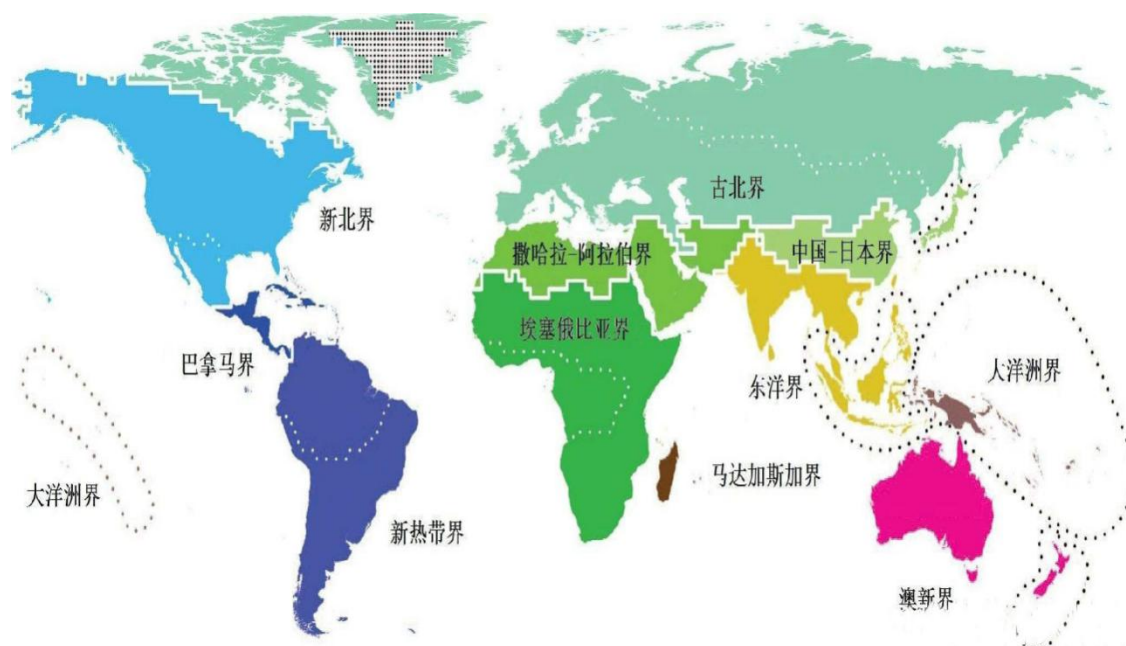 古北界
新北界
撒哈拉-阿拉伯界
中国-日本界
埃塞俄比亚界
巴拿马界
东洋界
大洋洲界
马达加斯加界
大洋洲界
新热带界
澳新界